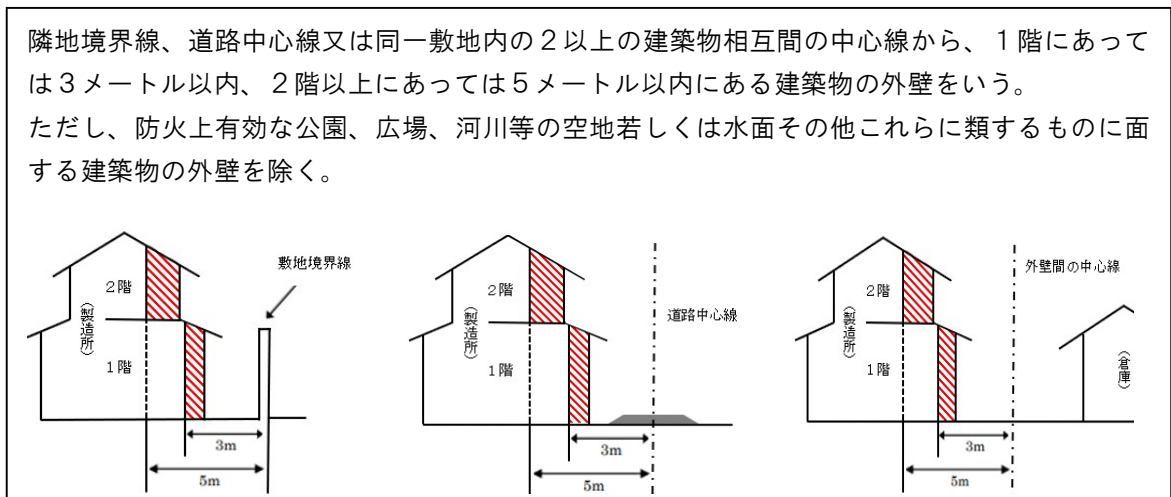 隣地境界線、道路中心線又は同一敷地内の２以上の建築物相互間の中心線から、１階にあって
は３メートル以内、２階以上にあっては５メートル以内にある建築物の外壁をいう。
ただし、防火上有効な公園、広場、河川等の空地若しくは水面その他これらに類するものに面
する建築物の外壁を除く。
敷地境界線
２階
（製造所）
１階
3m
5m
２階
（製造所）
道路中心線
１階
3m
5m
外壁間の中心線
２階
（製造所）
１階
（倉庫）
3m
5m